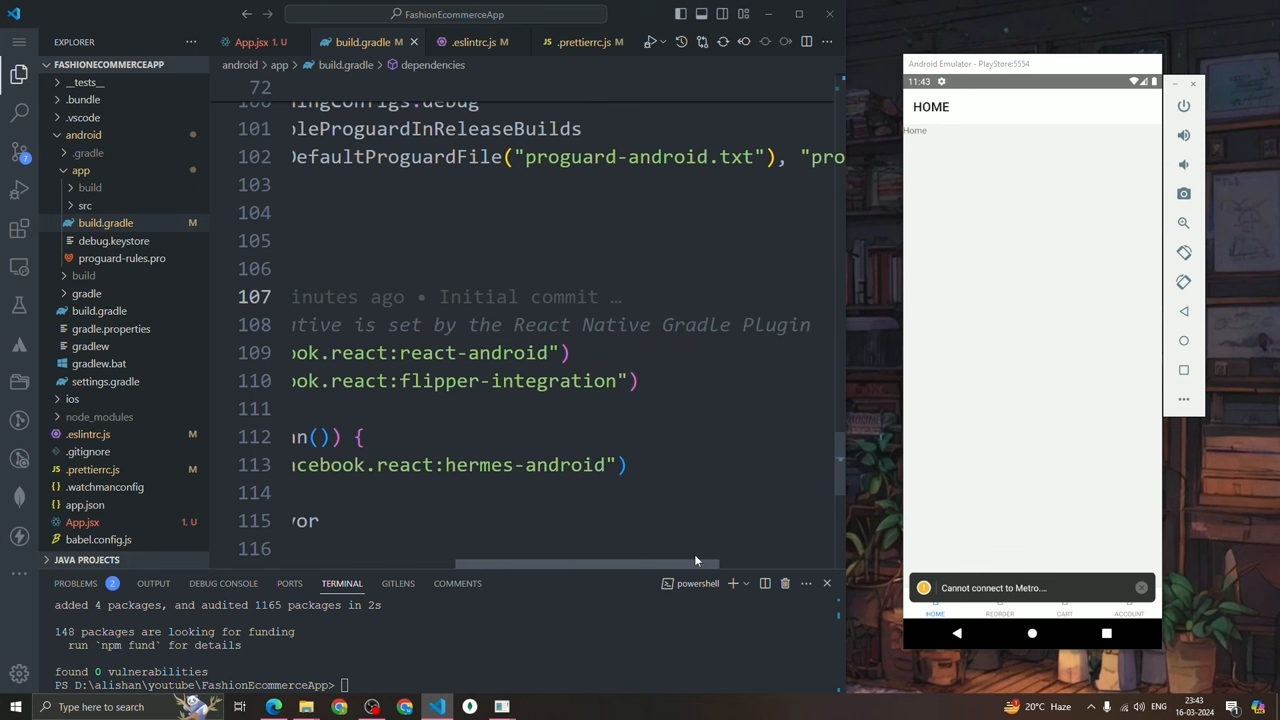 FashionEcommerceApp
EXPLORER
App.jsx 1, U
build.gradle M
.eslintrc.js M
.prettierrc.js M
FASHIONECOMMERCEAPP
android > app > build.gradle > dependencies
__tests__
.bundle
.vscode
android
.gradle
app
build
src
build.gradle M
debug.keystore
proguard-rules.pro
build
gradle
build.gradle
gradle.properties
gradlew
gradlew.bat
settings.gradle
ios
node_modules
.eslintrc.js M
.gitignore
.prettierrc.js M
.watchmanconfig
app.json
App.jsx 1, U
babel.config.js
JAVA PROJECTS
7
72
100 ningConfigs.debug
101 bleProguardInReleaseBuilds
102 DefaultProguardFile("proguard-android.txt"), "pro
103
104
105
106
107 inutes ago • Initial commit …
108 ative is set by the React Native Gradle Plugin
109 ook.react:react-android")
110 ook.react:flipper-integration")
111
112 an()) {
113 acebook.react:hermes-android")
114
115 vor
116
PROBLEMS 2 OUTPUT DEBUG CONSOLE PORTS TERMINAL GITLENS COMMENTS
powershell
added 4 packages, and audited 1165 packages in 2s
148 packages are looking for funding
run `npm fund` for details
found 0 vulnerabilities
PS D:\alishan\youtube\FashionEcommerceApp>
Android Emulator - PlayStore:5554
11:43
HOME
Home
Cannot connect to Metro....
HOME REORDER CART ACCOUNT
Type here to search
20°C Haze
ENG
23:43
16-03-2024